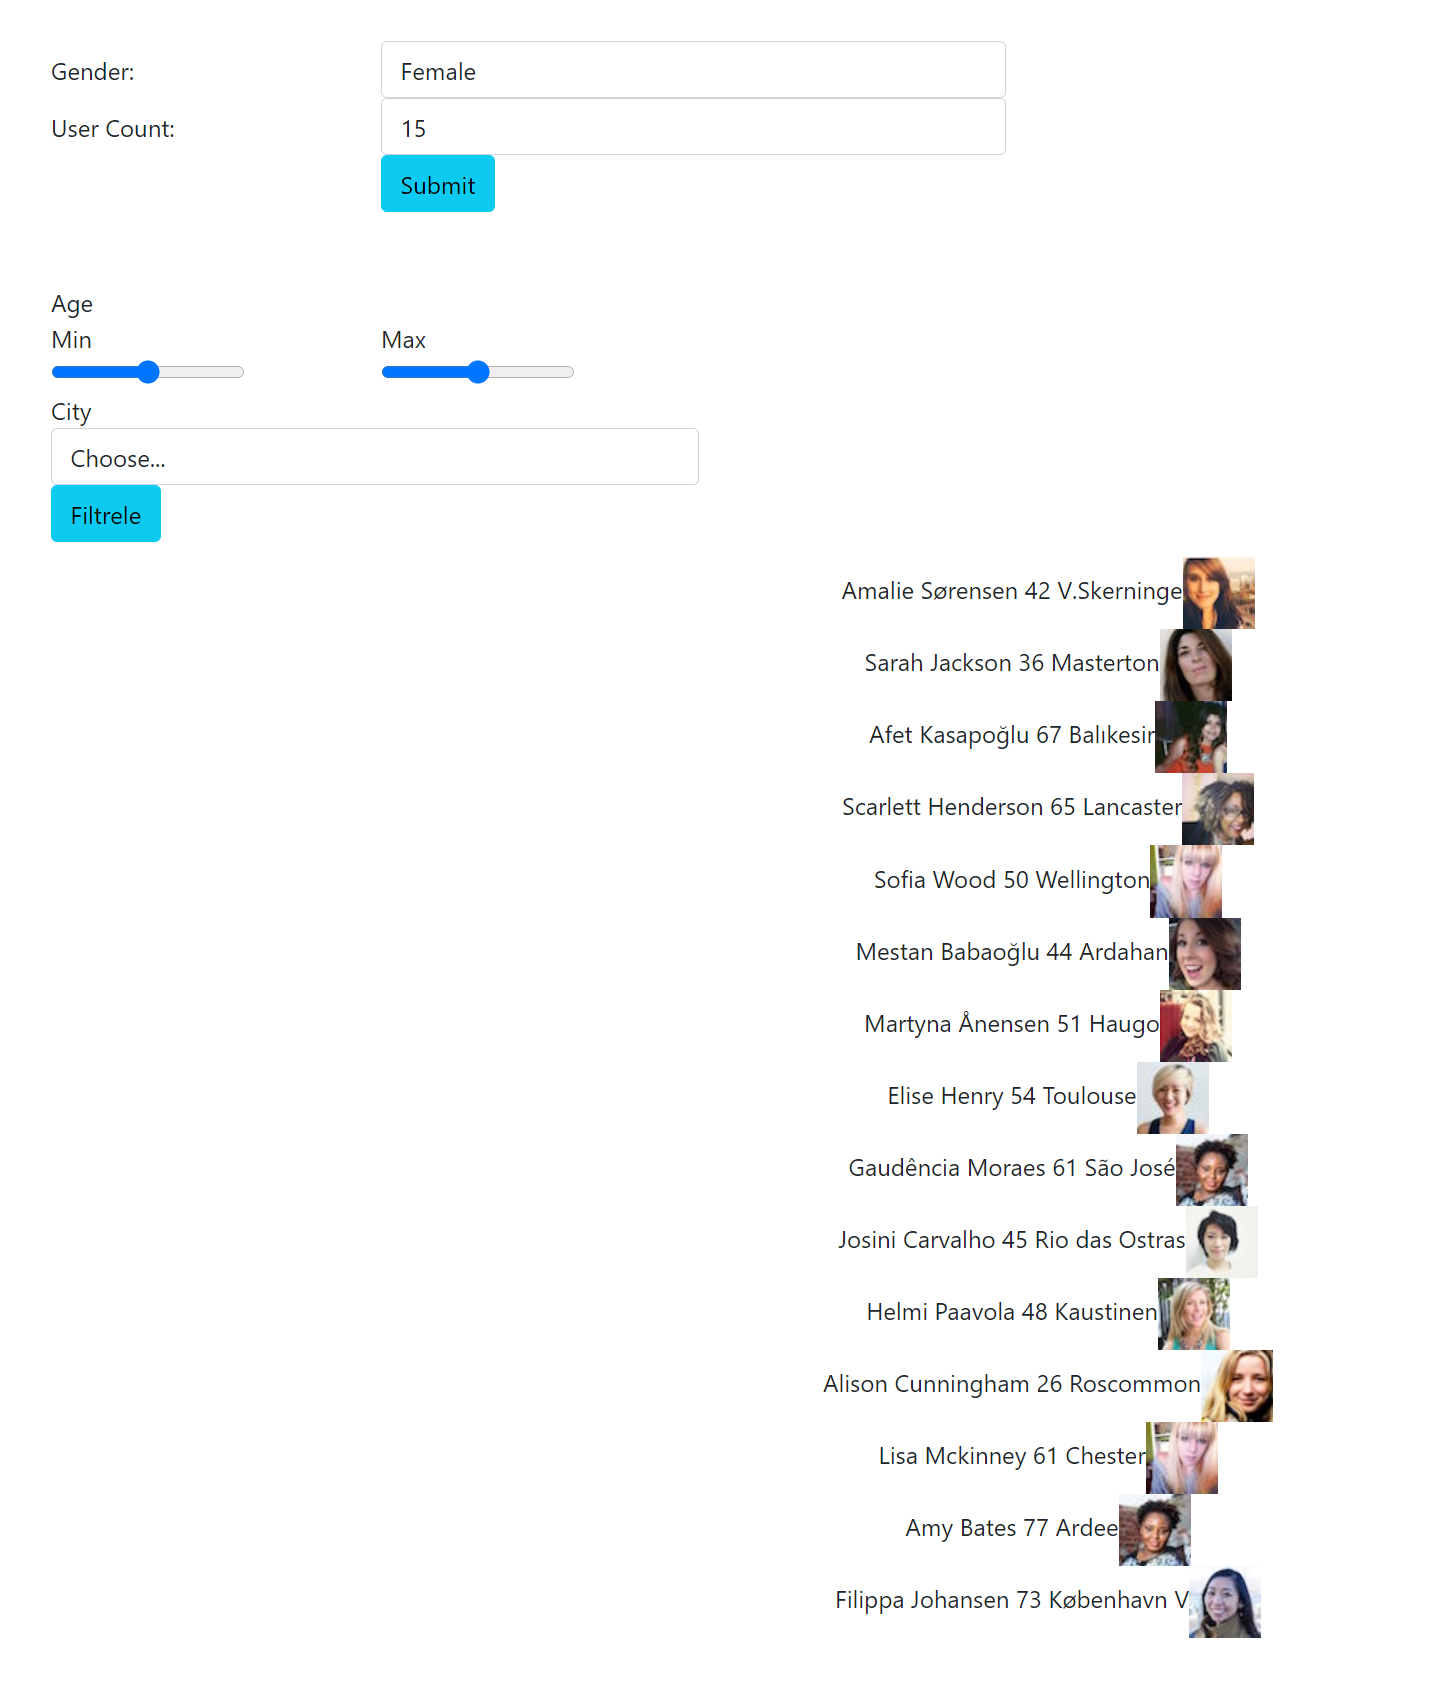 Gender:
Female
User Count:
15
Submit
Age
Min
Max
City
Choose...
Filtrele
Amalie Sørensen 42 V.Skerninge
Sarah Jackson 36 Masterton
Afet Kasapoğlu 67 Balıkesir
Scarlett Henderson 65 Lancaster
Sofia Wood 50 Wellington
Mestan Babaoğlu 44 Ardahan
Martyna Ånensen 51 Haugo
Elise Henry 54 Toulouse
Gaudência Moraes 61 São José
Josini Carvalho 45 Rio das Ostras
Helmi Paavola 48 Kaustinen
Alison Cunningham 26 Roscommon
Lisa Mckinney 61 Chester
Amy Bates 77 Ardee
Filippa Johansen 73 København V